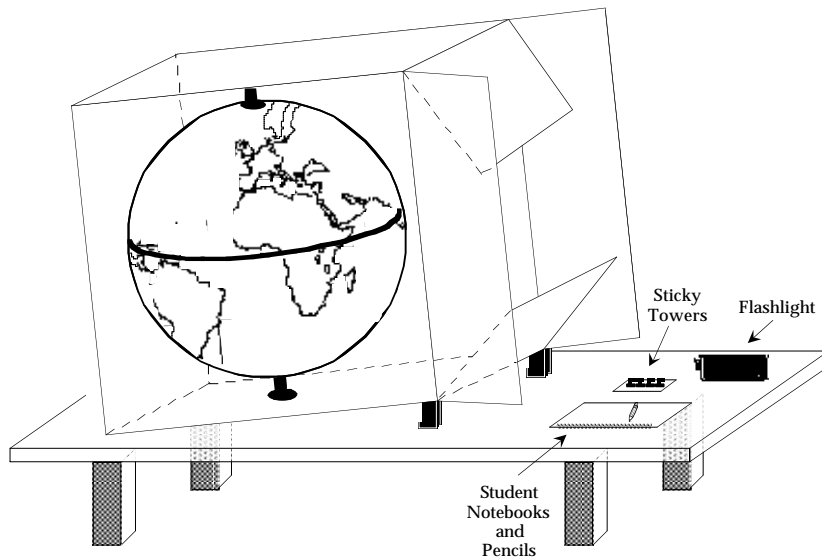 Sticky
Towers
Flashlight
Student
Notebooks
and
Pencils